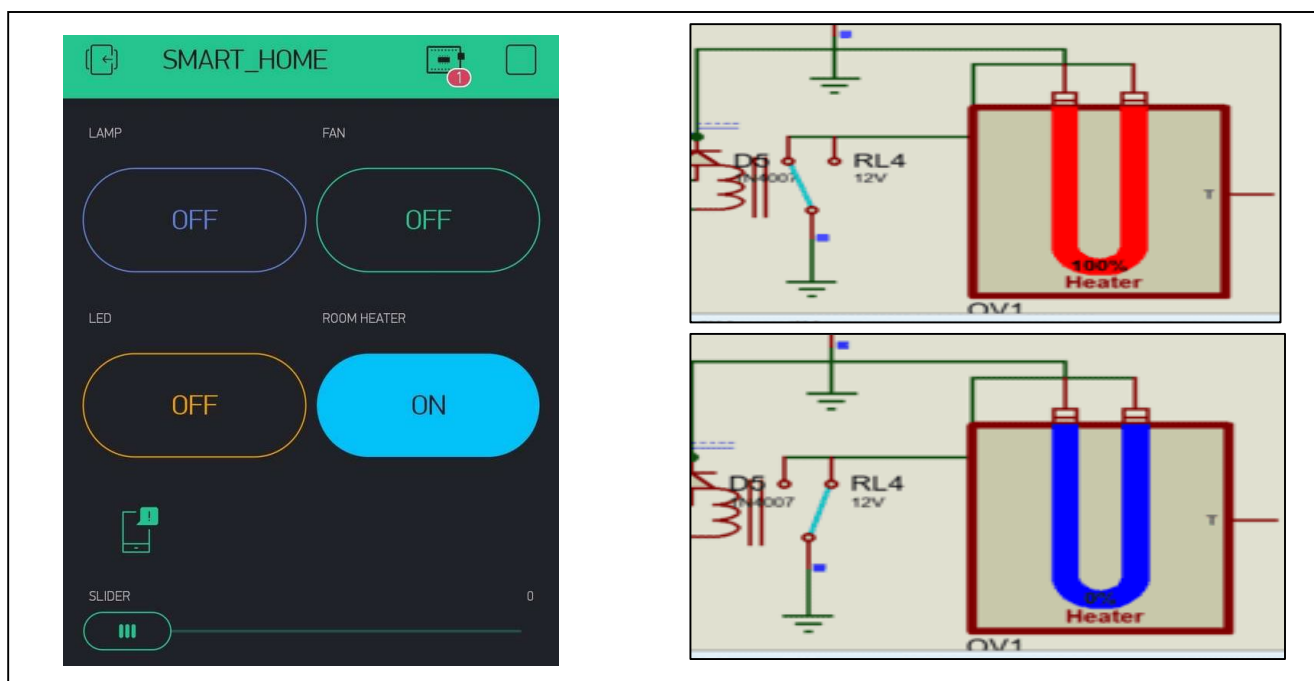 SMART_HOME
1
LAMP
FAN
OFF
OFF
LED
ROOM HEATER
OFF
ON
!
SLIDER
0
D5
1N4007
RL4
12V
T
100%
Heater
OV1
D5
1N4007
RL4
12V
T
0%
Heater
OV1